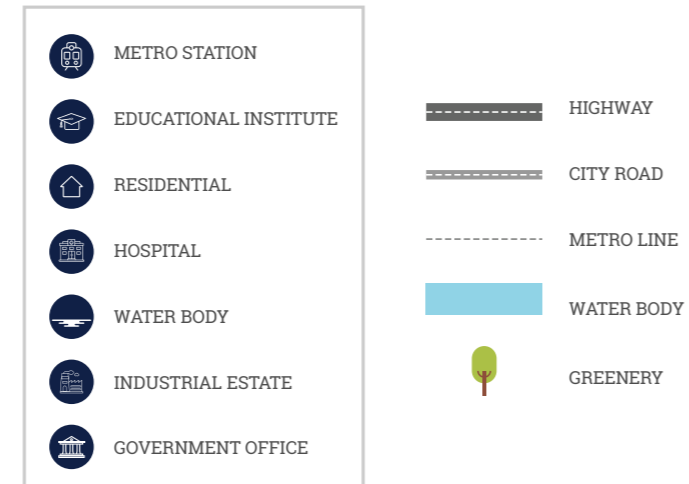 METRO STATION
EDUCATIONAL INSTITUTE
RESIDENTIAL
HOSPITAL
WATER BODY
INDUSTRIAL ESTATE
GOVERNMENT OFFICE
HIGHWAY
CITY ROAD
METRO LINE
WATER BODY
GREENERY